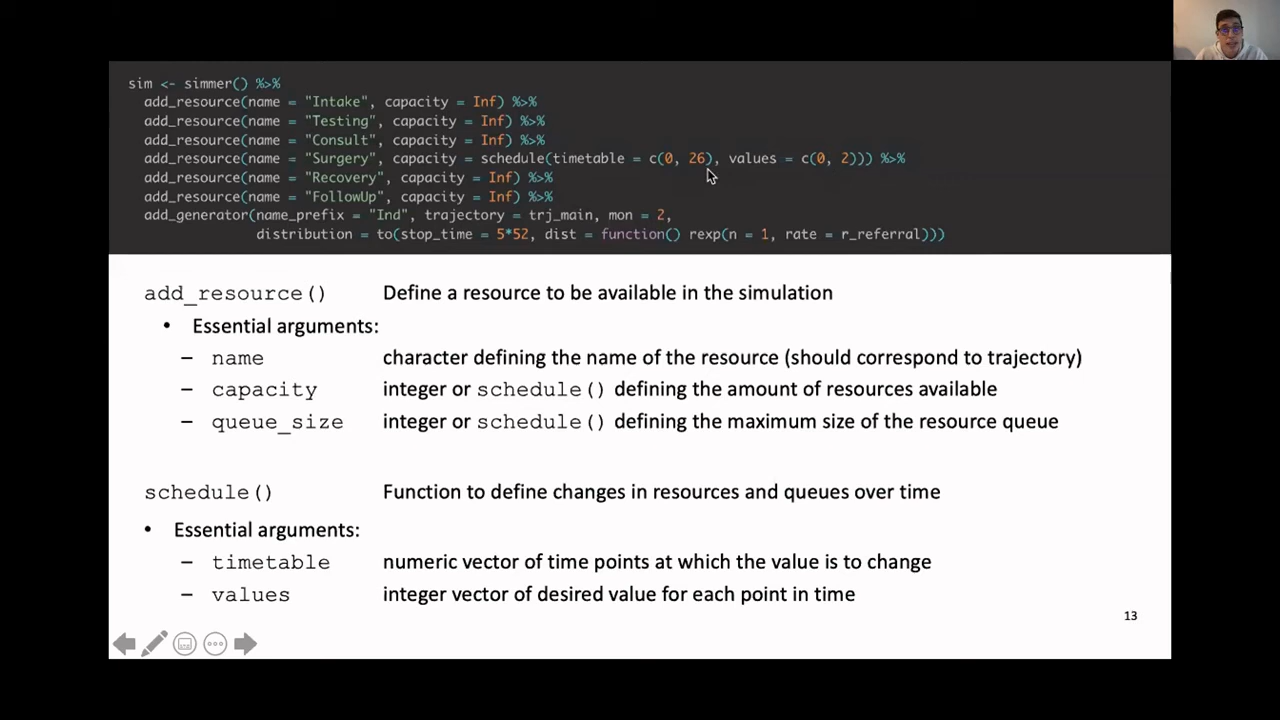 sim <- simmer() %>%
add_resource(name = "Intake", capacity = Inf) %>%
add_resource(name = "Testing", capacity = Inf) %>%
add_resource(name = "Consult", capacity = Inf) %>%
add_resource(name = "Surgery", capacity = schedule(timetable = c(0, 26), values = c(0, 2))) %>%
add_resource(name = "Recovery", capacity = Inf) %>%
add_resource(name = "FollowUp", capacity = Inf) %>%
add_generator(name_prefix = "Ind", trajectory = trj_main, mon = 2,
distribution = to(stop_time = 5*52, dist = function() rexp(n = 1, rate = r_referral)))
add_resource() Define a resource to be available in the simulation
• Essential arguments:
– name character defining the name of the resource (should correspond to trajectory)
– capacity integer or schedule() defining the amount of resources available
– queue_size integer or schedule() defining the maximum size of the resource queue
schedule() Function to define changes in resources and queues over time
• Essential arguments:
– timetable numeric vector of time points at which the value is to change
– values integer vector of desired value for each point in time
13